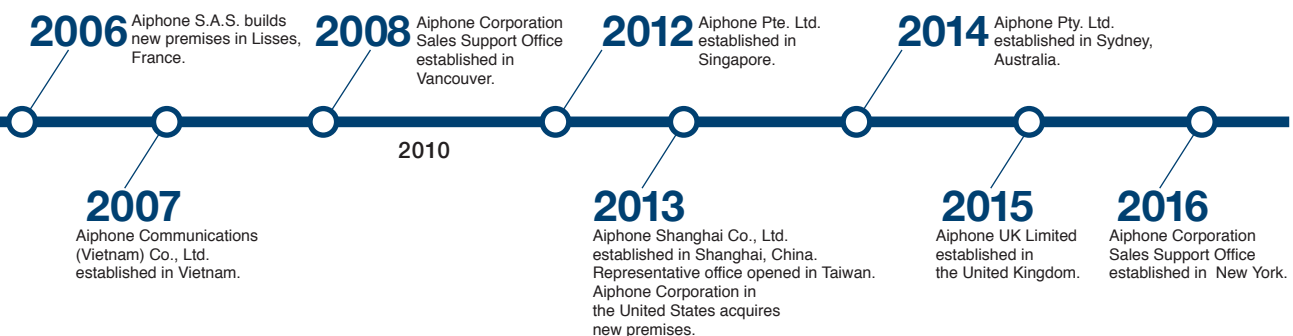 2006
Aiphone S.A.S. builds
new premises in Lisses,
France.
2008
Aiphone Corporation
Sales Support Office
established in
Vancouver.
2012
Aiphone Pte. Ltd.
established in
Singapore.
2014
Aiphone Pty. Ltd.
established in Sydney,
Australia.
2010
2007
Aiphone Communications
(Vietnam) Co., Ltd.
established in Vietnam.
2013
Aiphone Shanghai Co., Ltd.
established in Shanghai, China.
Representative office opened in Taiwan.
Aiphone Corporation in
the United States acquires
new premises.
2015
Aiphone UK Limited
established in
the United Kingdom.
2016
Aiphone Corporation
Sales Support Office
established in  New York.